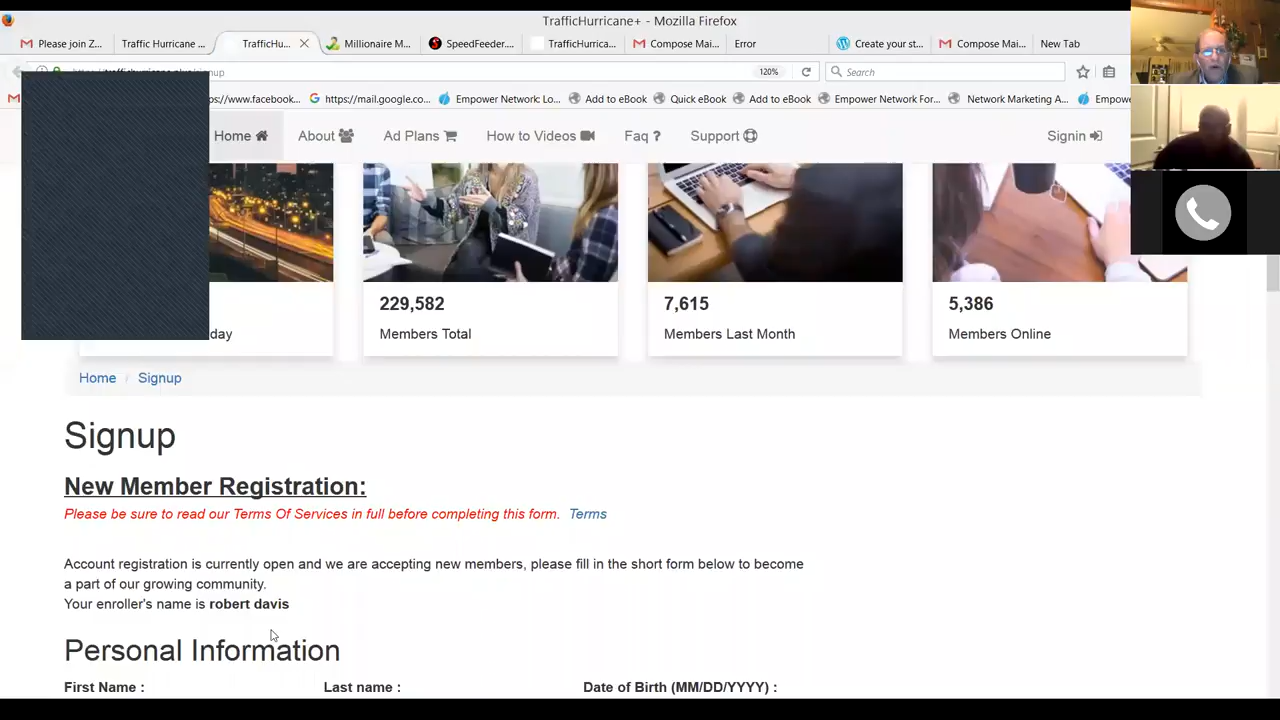 TrafficHurricane+ - Mozilla Firefox
Please join Z...
Traffic Hurricane ...
TrafficHu...
Millionaire M...
SpeedFeeder....
TrafficHurrica...
Compose Mai...
Error
Create your st...
Compose Mai...
New Tab
signup
120%
Search
ps://www.facebook...
https://mail.google.co...
Empower Network: Lo...
Add to eBook
Quick eBook
Add to eBook
Empower Network For...
Network Marketing A...
Empowe
Home
About
Ad Plans
How to Videos
Faq ?
Support
Signin
229,582
7,615
5,386
day
Members Total
Members Last Month
Members Online
Home / Signup
Signup
New Member Registration:
Please be sure to read our Terms Of Services in full before completing this form. Terms
Account registration is currently open and we are accepting new members, please fill in the short form below to become
a part of our growing community.
Your enroller's name is robert davis
Personal Information
First Name :
Last name :
Date of Birth (MM/DD/YYYY) :